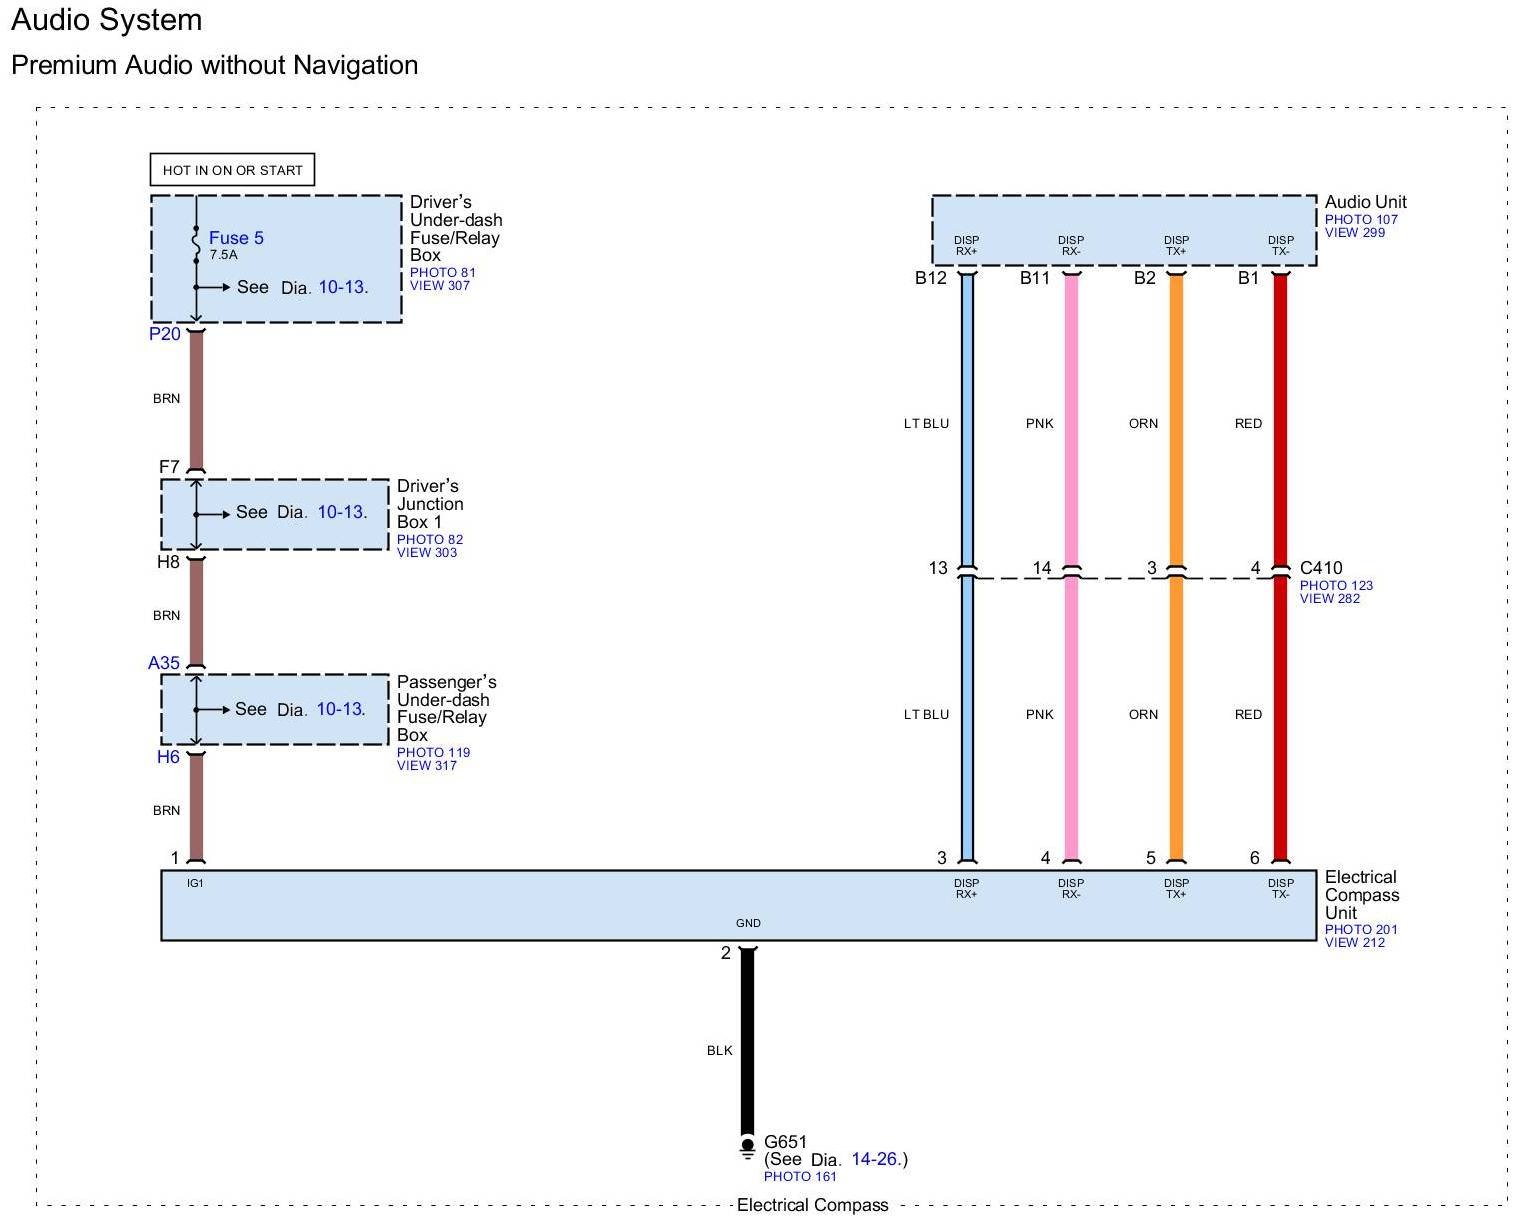 Audio System
Premium Audio without Navigation
HOT IN ON OR START
Fuse 5
7.5A
See Dia. 10-13.
Driver's
Under-dash
Fuse/Relay
Box
PHOTO 81
VIEW 307
P20
BRN
F7
See Dia. 10-13.
Driver's
Junction
Box 1
PHOTO 82
VIEW 303
H8
BRN
A35
See Dia. 10-13.
Passenger's
Under-dash
Fuse/Relay
Box
PHOTO 119
VIEW 317
H6
BRN
1
Audio Unit
PHOTO 107
VIEW 299
DISP RX+
DISP RX-
DISP TX+
DISP TX-
B12 B11 B2 B1
LT BLU PNK ORN RED
13 14 3 4 C410
PHOTO 123
VIEW 282
LT BLU PNK ORN RED
3 4 5 6
IG1
DISP RX+
DISP RX-
DISP TX+
DISP TX-
GND
Electrical
Compass
Unit
PHOTO 201
VIEW 212
2
BLK
G651
(See Dia. 14-26.)
PHOTO 161
Electrical Compass